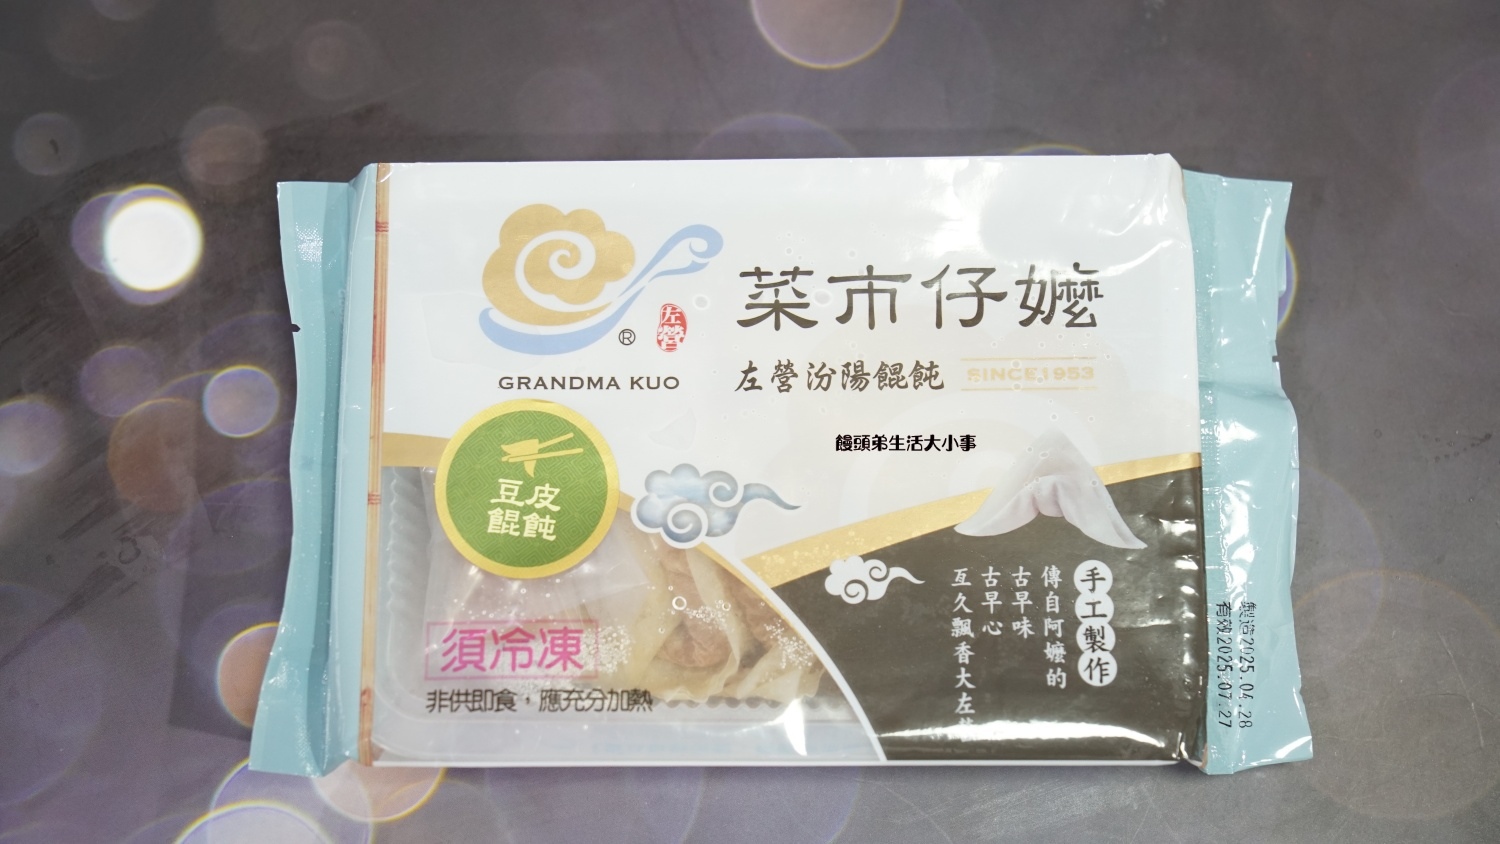 菜市仔嬤
左營
®
GRANDMA KUO
左營汾陽餛飩
SINCE1953
饅頭弟生活大小事
豆皮
餛飩
手工製作
傳自阿嬤的
古早味
古早心
亙久飄香大左
須冷凍
非供即食，應充分加熱
製造2025.04.28
有效2025.07.27